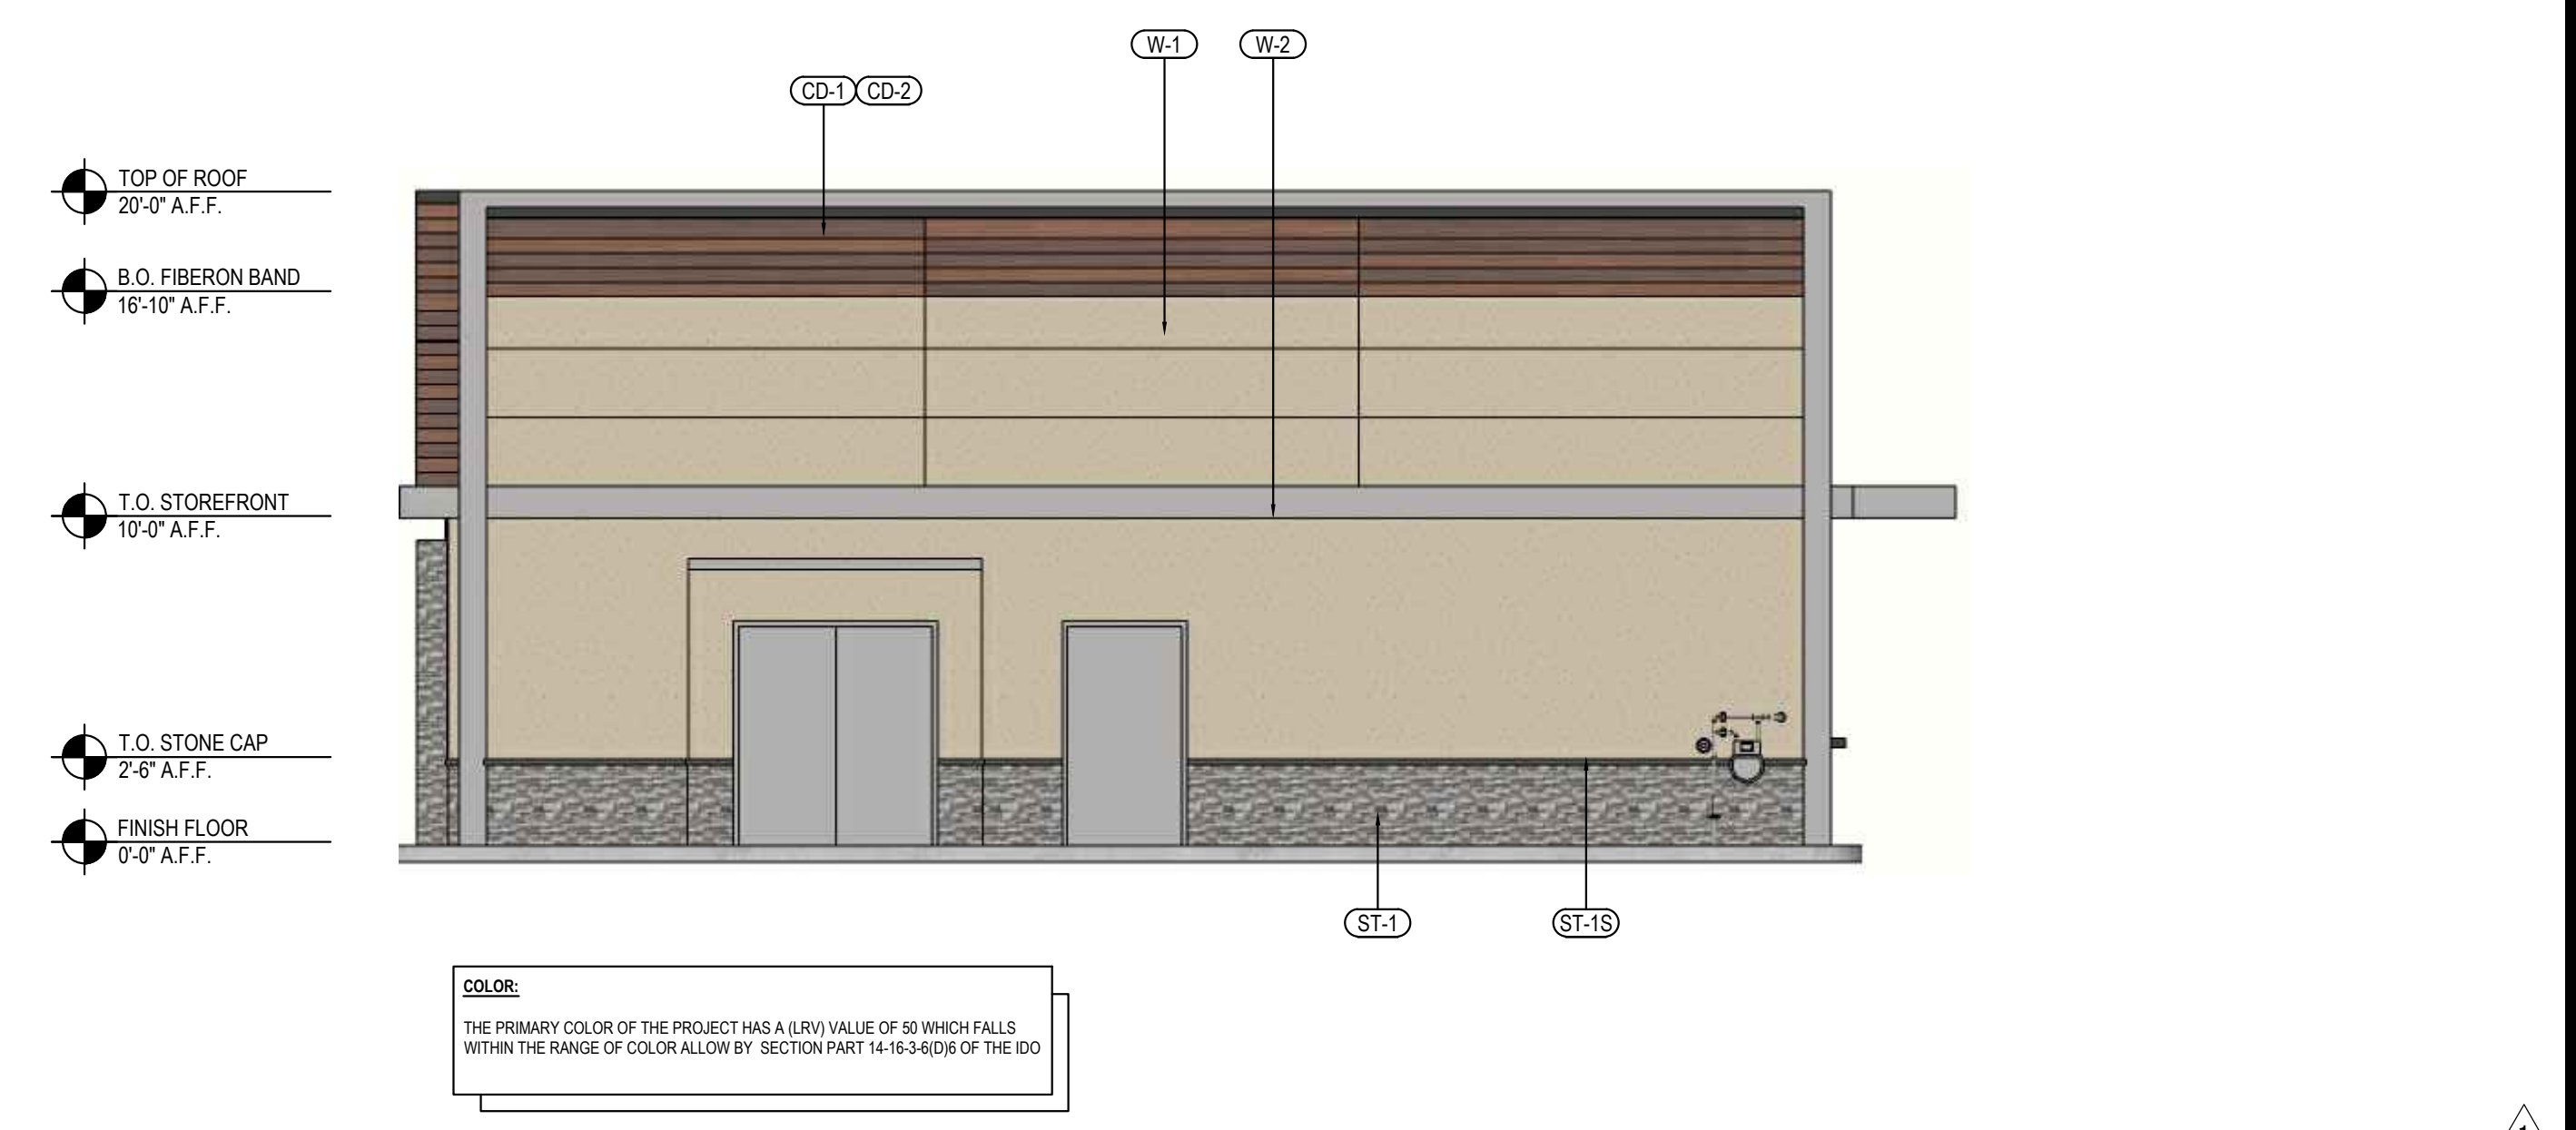 W-1 W-2
CD-1 CD-2
TOP OF ROOF
20'-0" A.F.F.
B.O. FIBERON BAND
16'-10" A.F.F.
T.O. STOREFRONT
10'-0" A.F.F.
T.O. STONE CAP
2'-6" A.F.F.
FINISH FLOOR
0'-0" A.F.F.
ST-1 ST-1S
COLOR:
THE PRIMARY COLOR OF THE PROJECT HAS A (LRV) VALUE OF 50 WHICH FALLS
WITHIN THE RANGE OF COLOR ALLOW BY SECTION PART 14-16-3-6(D)6 OF THE IDO